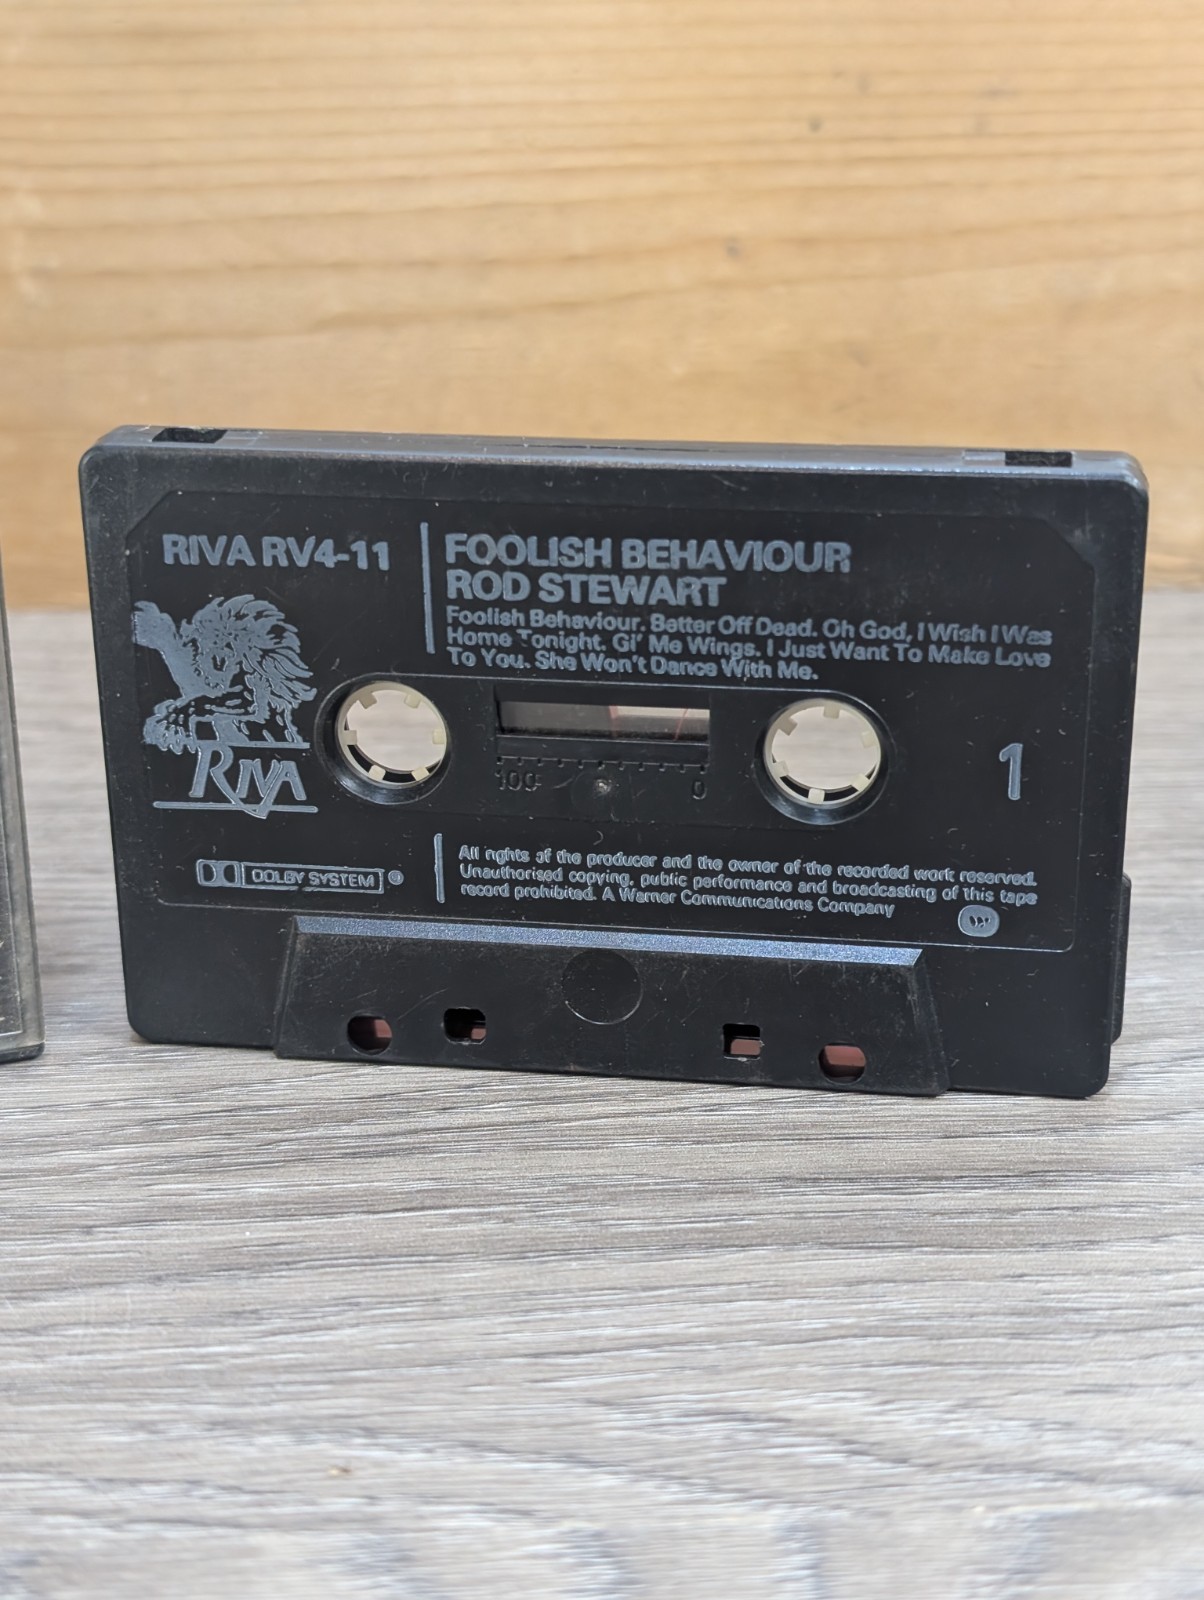 RIVA RV4-11
FOOLISH BEHAVIOUR
ROD STEWART
Foolish Behaviour. Better Off Dead. Oh God, I Wish I Was
Home Tonight. Gi' Me Wings. I Just Want To Make Love
To You. She Won't Dance With Me.
RIVA
100 0
1
DOLBY SYSTEM ®
All rights of the producer and the owner of the recorded work reserved.
Unauthorised copying, public performance and broadcasting of this tape
record prohibited. A Warner Communications Company